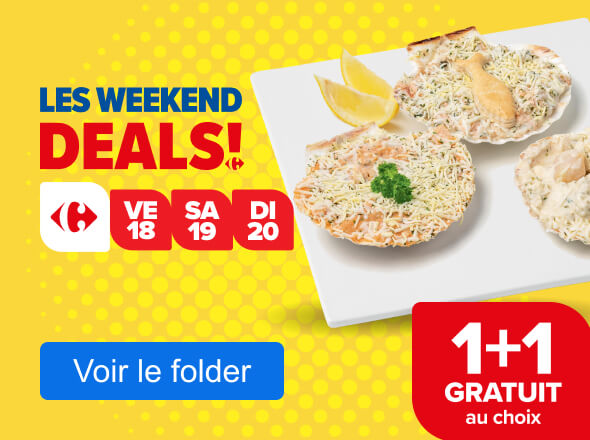 LES WEEKEND
DEALS!
VE SA DI
18 19 20
Voir le folder
1+1
GRATUIT
au choix